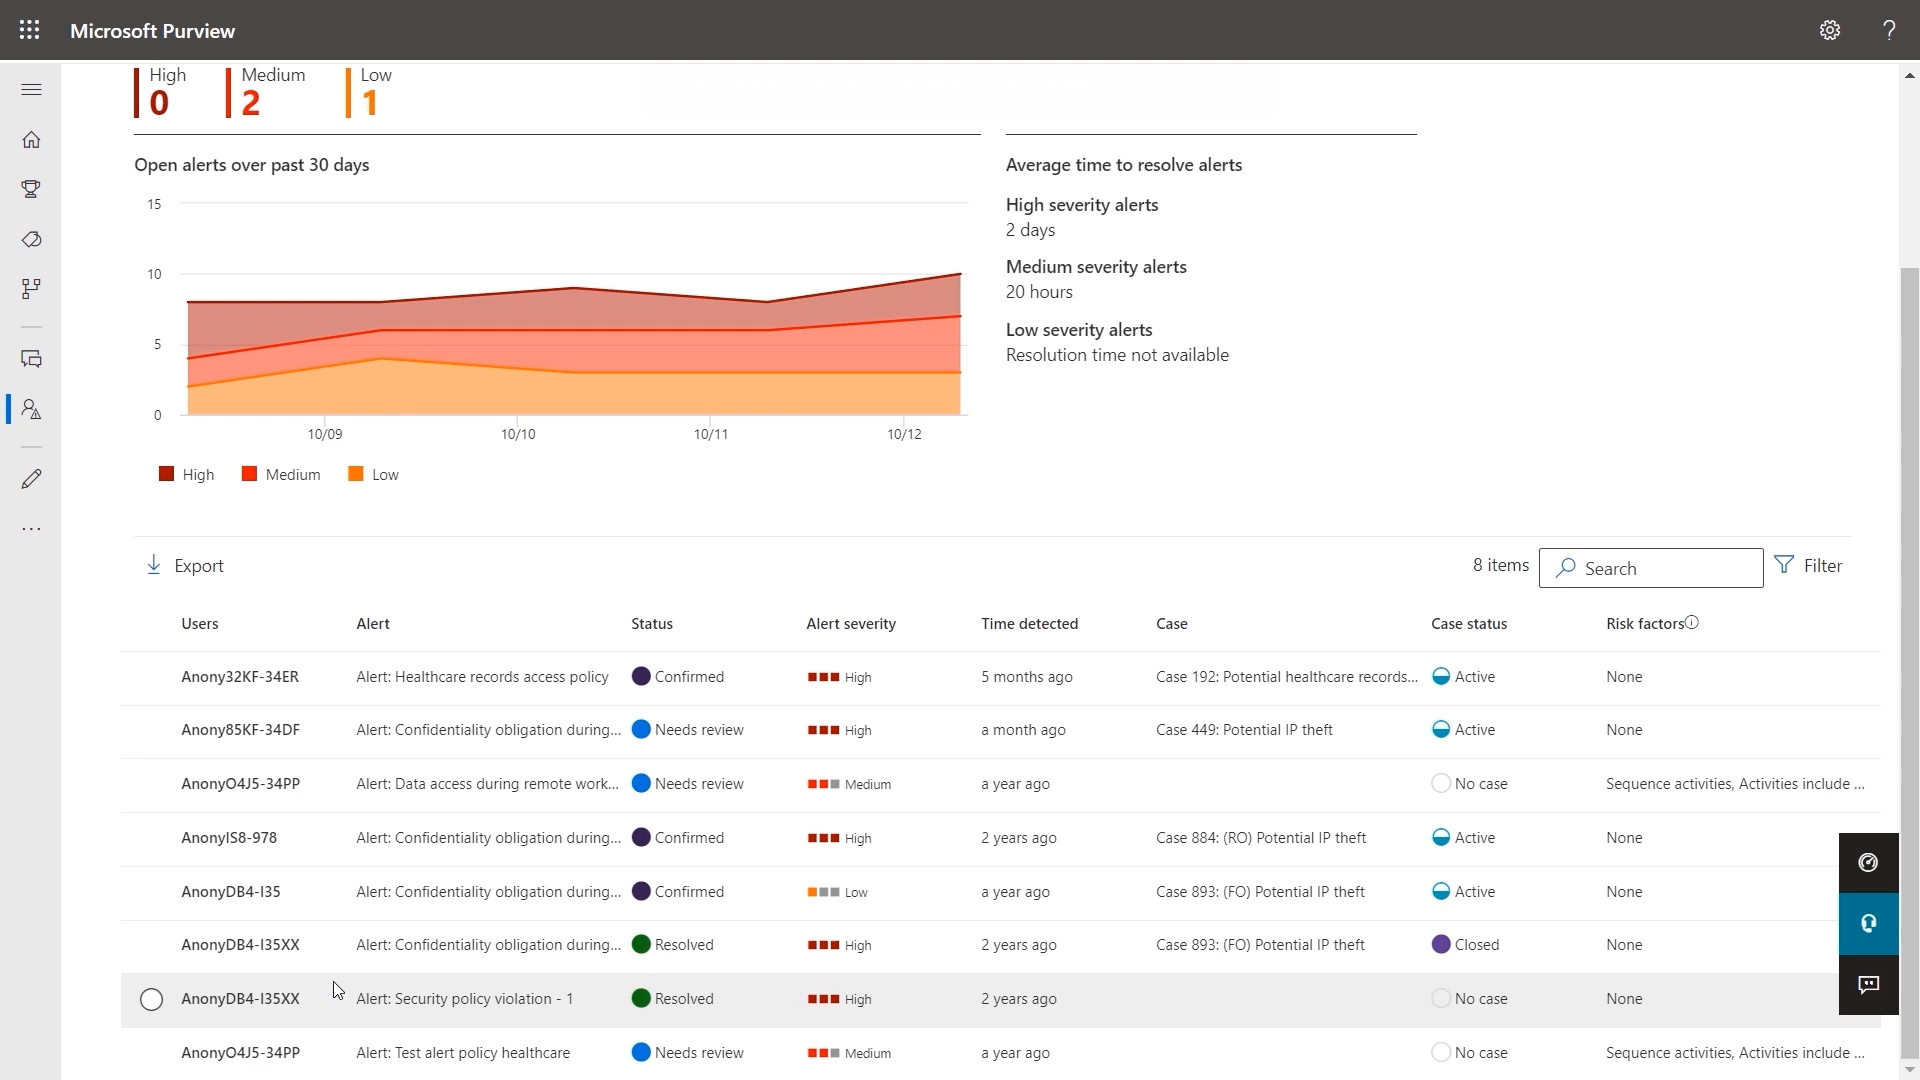 Microsoft Purview
?
High Medium Low
0 2 1
Open alerts over past 30 days
15
10
5
0
10/09 10/10 10/11 10/12
High Medium Low
Average time to resolve alerts
High severity alerts
2 days
Medium severity alerts
20 hours
Low severity alerts
Resolution time not available
Export 8 items Search Filter
Users Alert Status Alert severity Time detected Case Case status Risk factors
Anony32KF-34ER Alert: Healthcare records access policy Confirmed High 5 months ago Case 192: Potential healthcare records... Active None
Anony85KF-34DF Alert: Confidentiality obligation during... Needs review High a month ago Case 449: Potential IP theft Active None
AnonyO4J5-34PP Alert: Data access during remote work... Needs review Medium a year ago No case Sequence activities, Activities include ...
AnonyIS8-978 Alert: Confidentiality obligation during... Confirmed High 2 years ago Case 884: (RO) Potential IP theft Active None
AnonyDB4-I35 Alert: Confidentiality obligation during... Confirmed Low a year ago Case 893: (FO) Potential IP theft Active None
AnonyDB4-I35XX Alert: Confidentiality obligation during... Resolved High 2 years ago Case 893: (FO) Potential IP theft Closed None
AnonyDB4-I35XX Alert: Security policy violation - 1 Resolved High 2 years ago No case None
AnonyO4J5-34PP Alert: Test alert policy healthcare Needs review Medium a year ago No case Sequence activities, Activities include ...